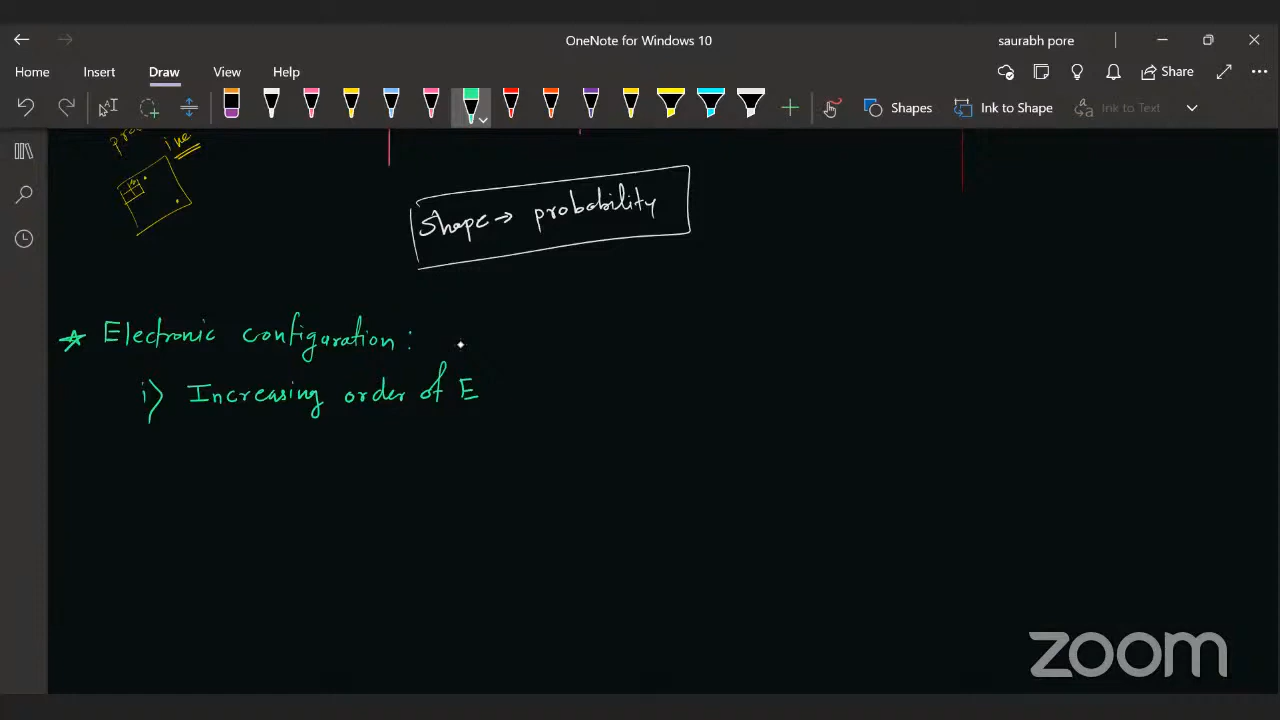 OneNote for Windows 10
saurabh pore
Home Insert Draw View Help
Share
Shapes
Ink to Shape
Ink to Text
Shape → probability
Electronic configuration:
i) Increasing order of E
zoom